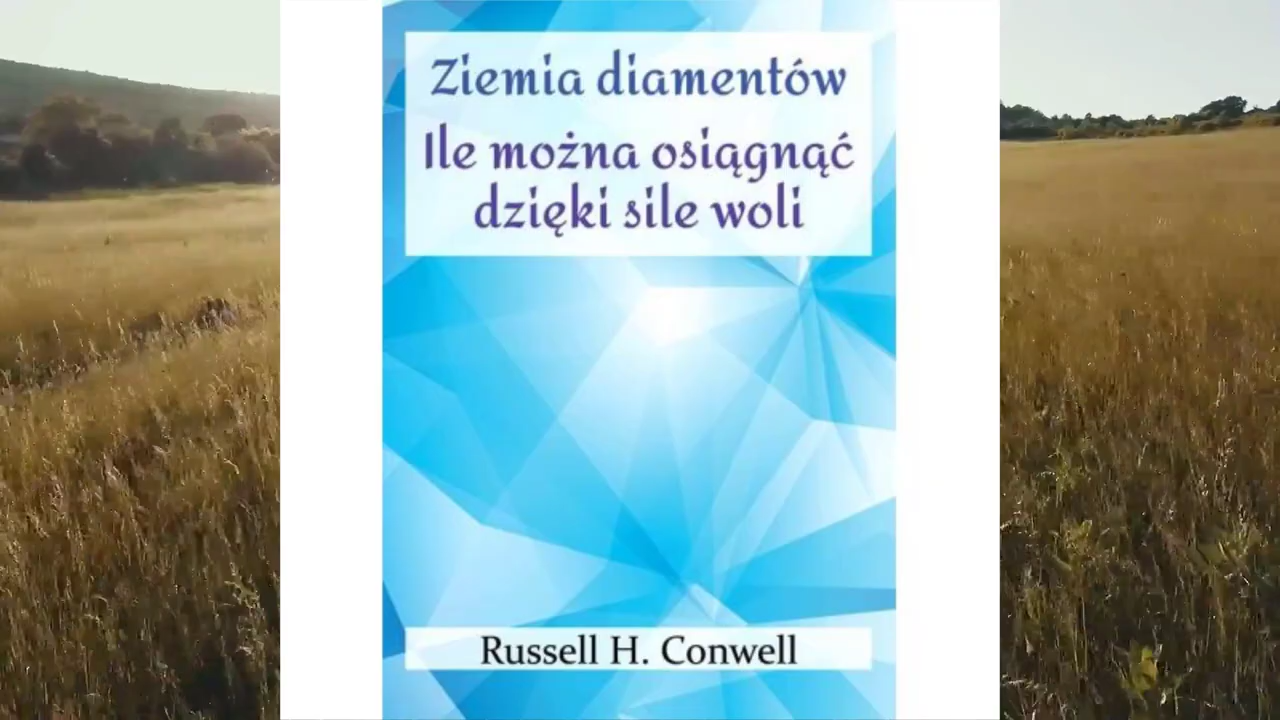 Ziemia diamentów
Ile można osiągnąć
dzięki sile woli
Russell H. Conwell